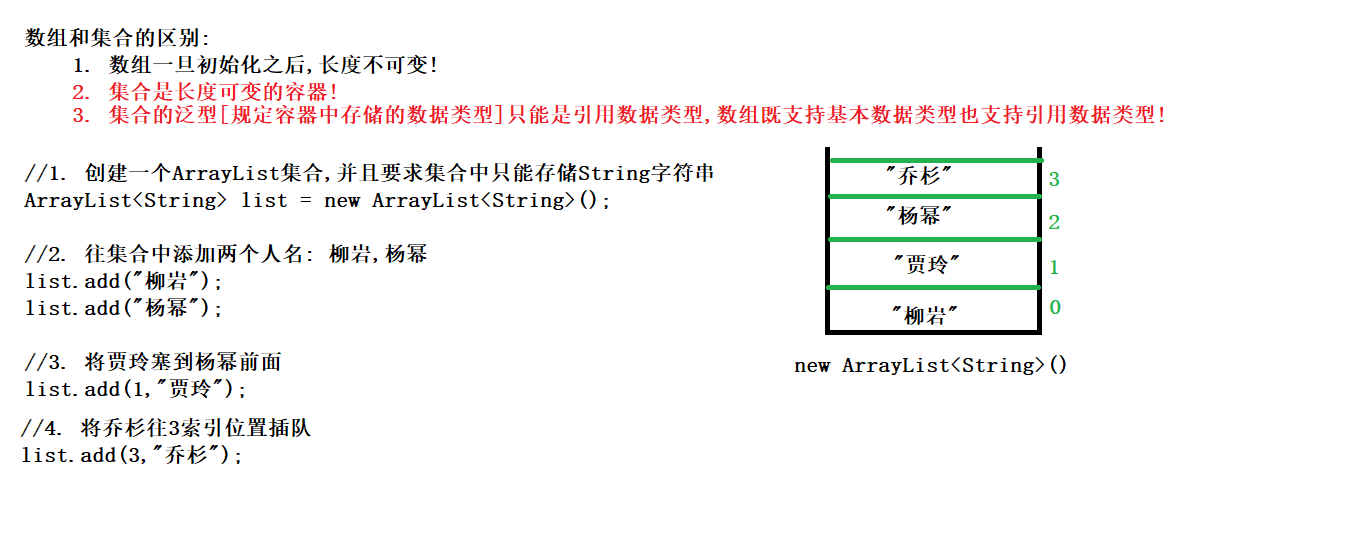 数组和集合的区别:
1. 数组一旦初始化之后,长度不可变!
2. 集合是长度可变的容器!
3. 集合的泛型[规定容器中存储的数据类型]只能是引用数据类型,数组既支持基本数据类型也支持引用数据类型!
//1. 创建一个ArrayList集合,并且要求集合中只能存储String字符串
ArrayList<String> list = new ArrayList<String>();
//2. 往集合中添加两个人名: 柳岩,杨幂
list.add("柳岩");
list.add("杨幂");
//3. 将贾玲塞到杨幂前面
list.add(1,"贾玲");
//4. 将乔杉往3索引位置插队
list.add(3,"乔杉");
"乔杉" 3
"杨幂" 2
"贾玲" 1
"柳岩" 0
new ArrayList<String>()